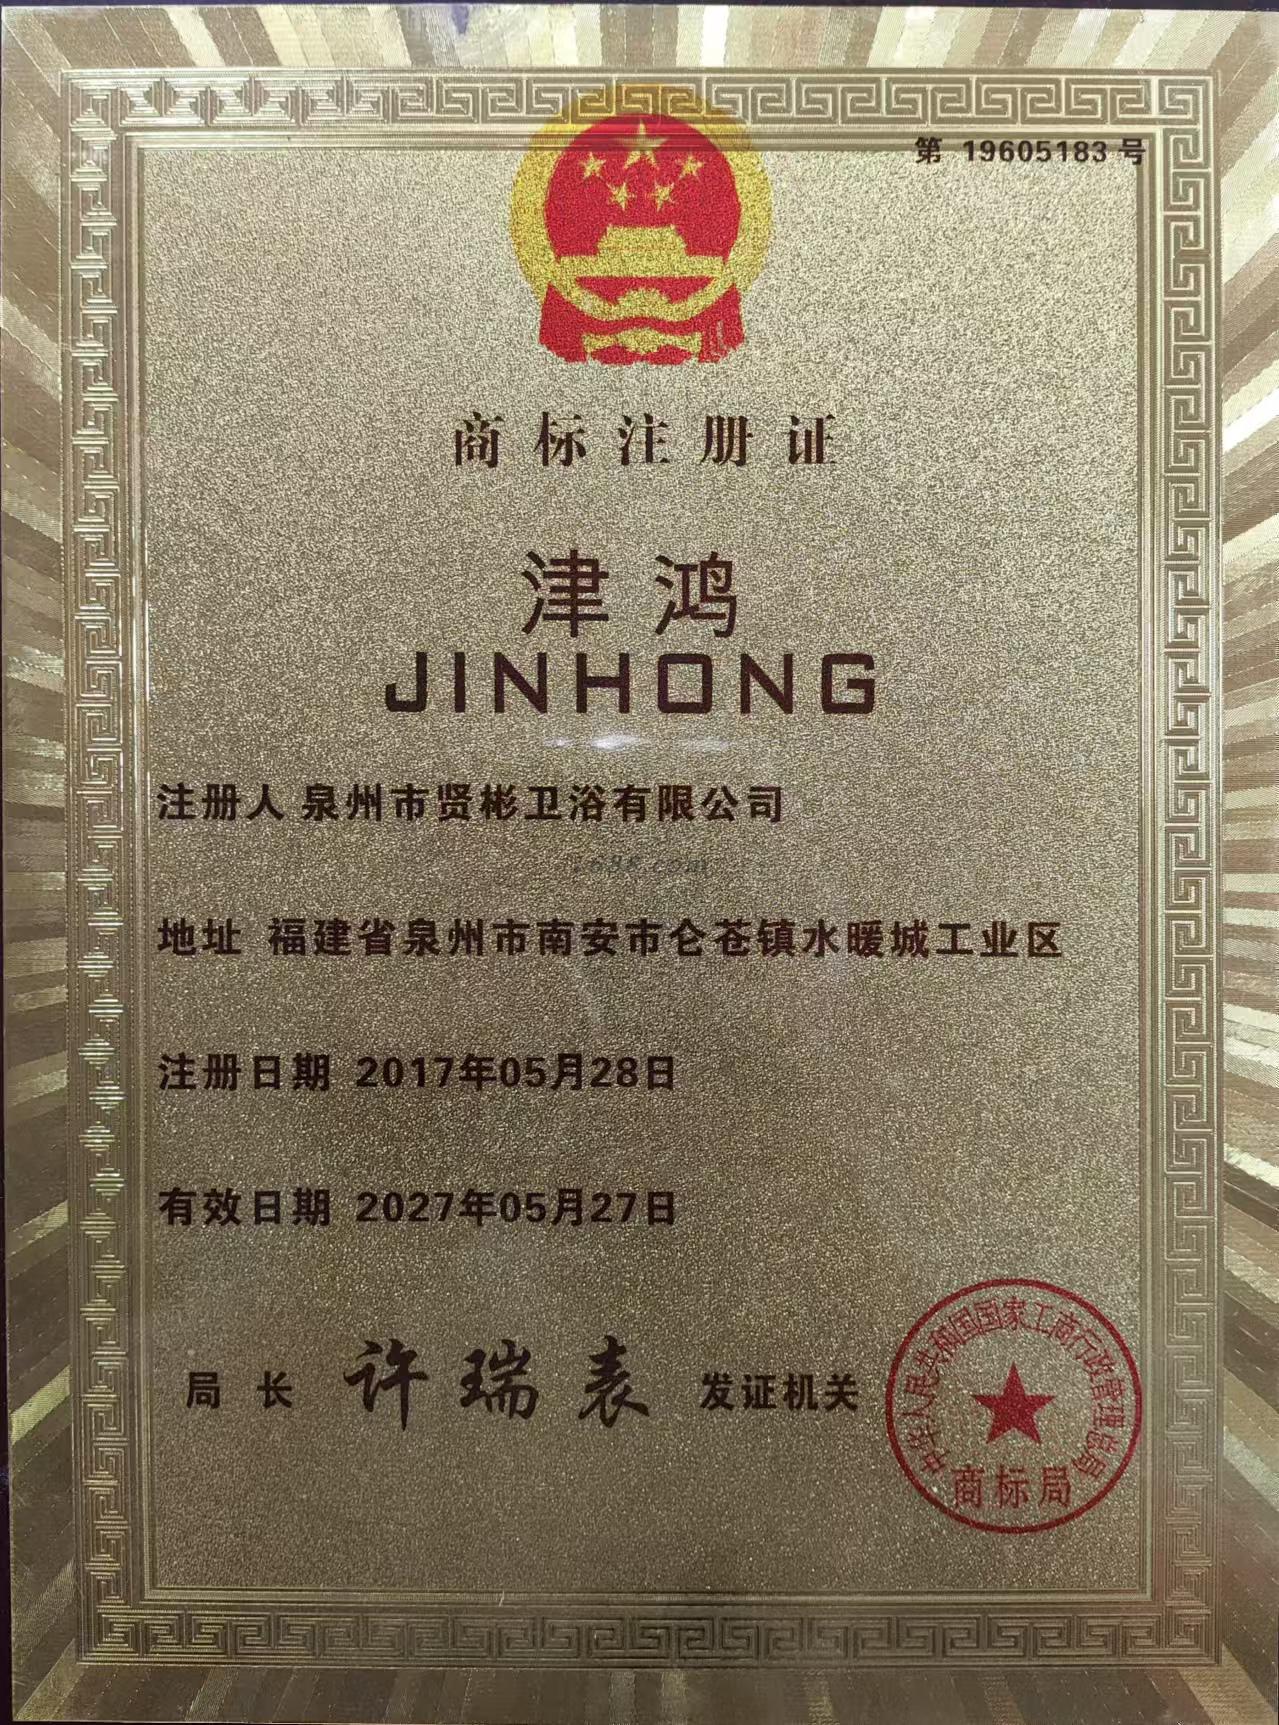 第 19605183 号
商标注册证
津鸿
JINHONG
注册人 泉州市贤彬卫浴有限公司
1688.com
地址 福建省泉州市南安市仑苍镇水暖城工业区
注册日期 2017年05月28日
有效日期 2027年05月27日
局长 许瑞表 发证机关
中华人民共和国国家工商行政管理总局
商标局